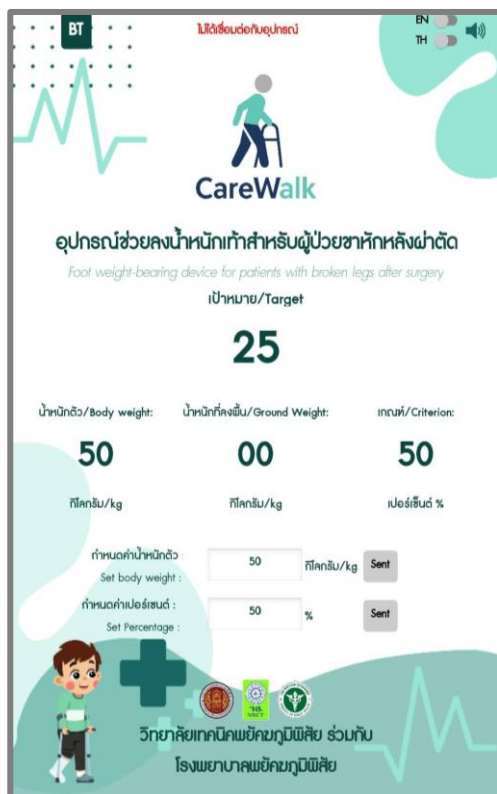 BT
ไม่ได้เชื่อมต่อกับอุปกรณ์
EN
TH
CareWalk
อุปกรณ์ช่วยลงน้ำหนักเท้าสำหรับผู้ป่วยขาหักหลังผ่าตัด
Foot weight-bearing device for patients with broken legs after surgery
เป้าหมาย/Target
25
น้ำหนักตัว/Body weight: น้ำหนักที่ลงพื้น/Ground Weight: เกณฑ์/Criterion:
50 00 50
กิโลกรัม/kg กิโลกรัม/kg เปอร์เซ็นต์ %
กำหนดค่าน้ำหนักตัว : 50 กิโลกรัม/kg Sent
Set body weight :
กำหนดค่าเปอร์เซนต์ : 50 % Sent
Set Percentage :
วิทยาลัยเทคนิคพยัคฆภูมิพิสัย ร่วมกับ
โรงพยาบาลพยัคฆภูมิพิสัย